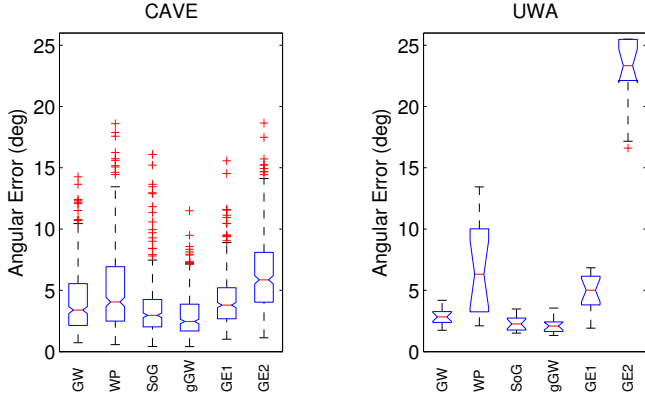 CAVE
UWA
Angular Error (deg)
25
20
15
10
5
0
GW
WP
SoG
gGW
GE1
GE2
Angular Error (deg)
25
20
15
10
5
0
GW
WP
SoG
gGW
GE1
GE2